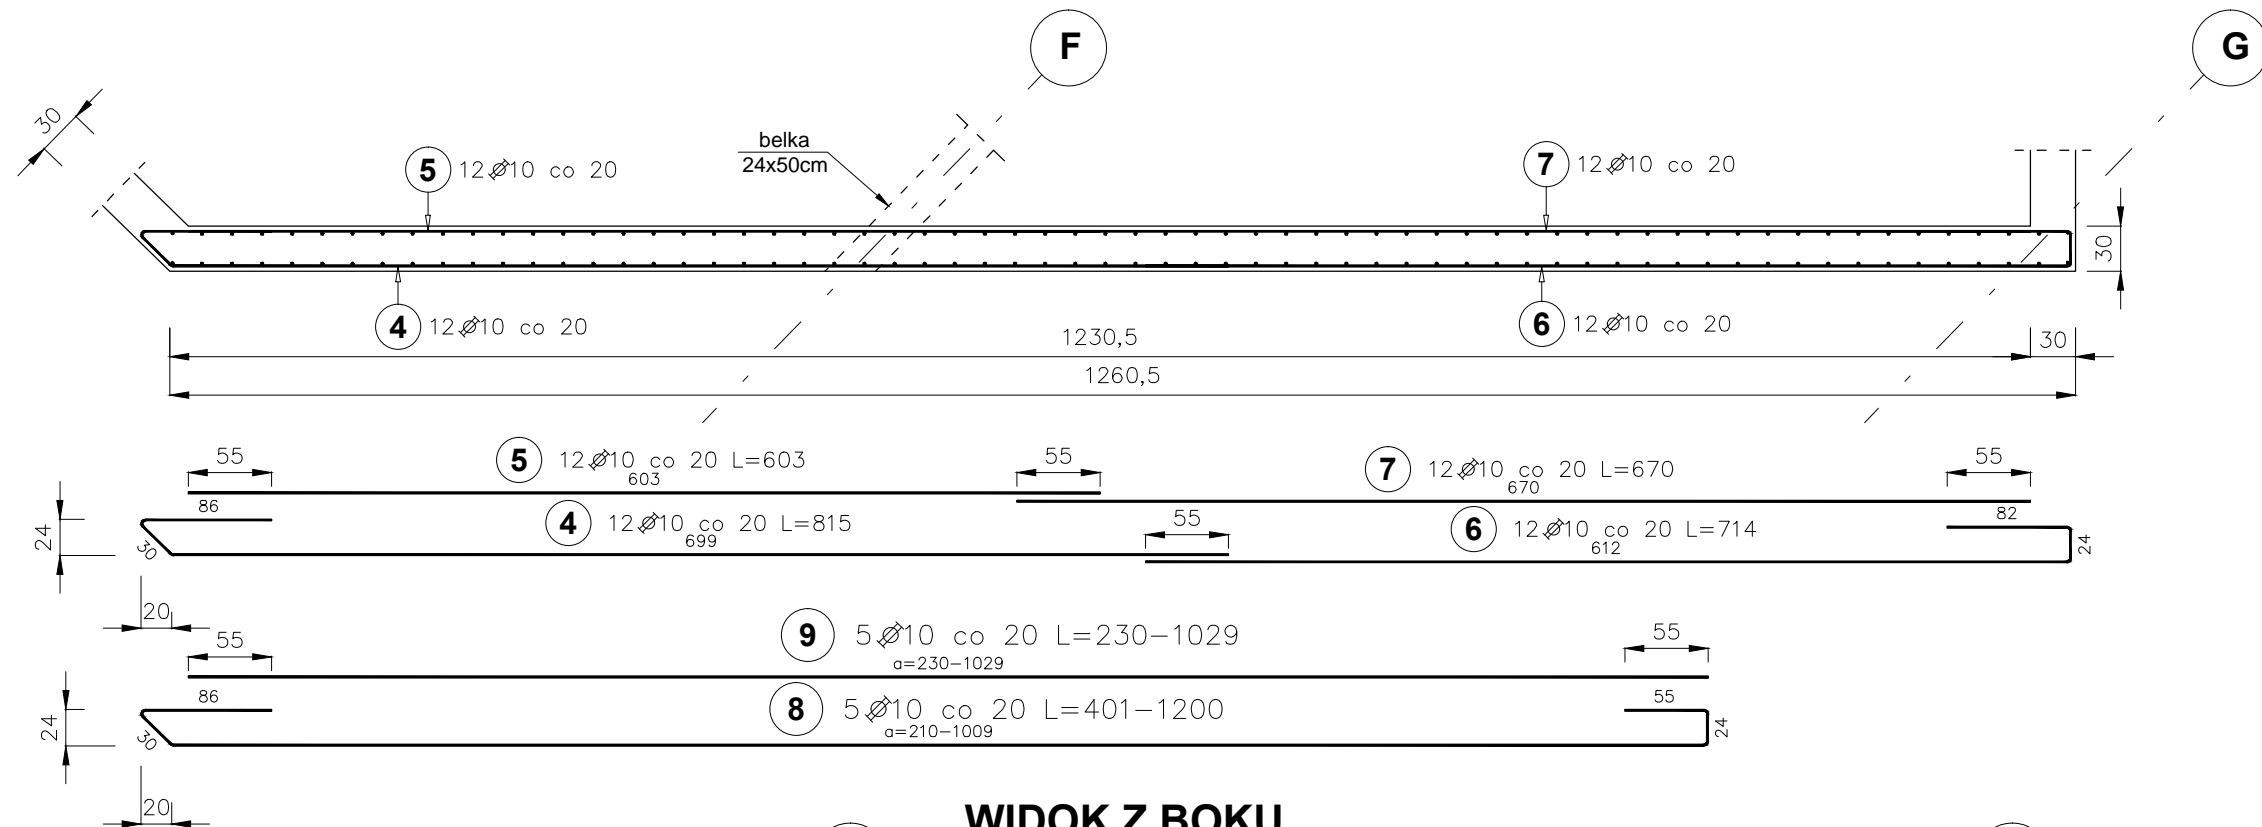 F
G
30
belka
24x50cm
5 12⌀10 co 20
7 12⌀10 co 20
30
4 12⌀10 co 20
6 12⌀10 co 20
1230,5
30
1260,5
55
5 12⌀10 co 20 L=603
603
55
7 12⌀10 co 20 L=670
670
55
86
24
30
4 12⌀10 co 20 L=815
699
55
6 12⌀10 co 20 L=714
612
82
24
20
55
9 5⌀10 co 20 L=230-1029
a=230-1029
55
86
24
30
8 5⌀10 co 20 L=401-1200
a=210-1009
55
24
20
WIDOK Z BOKU